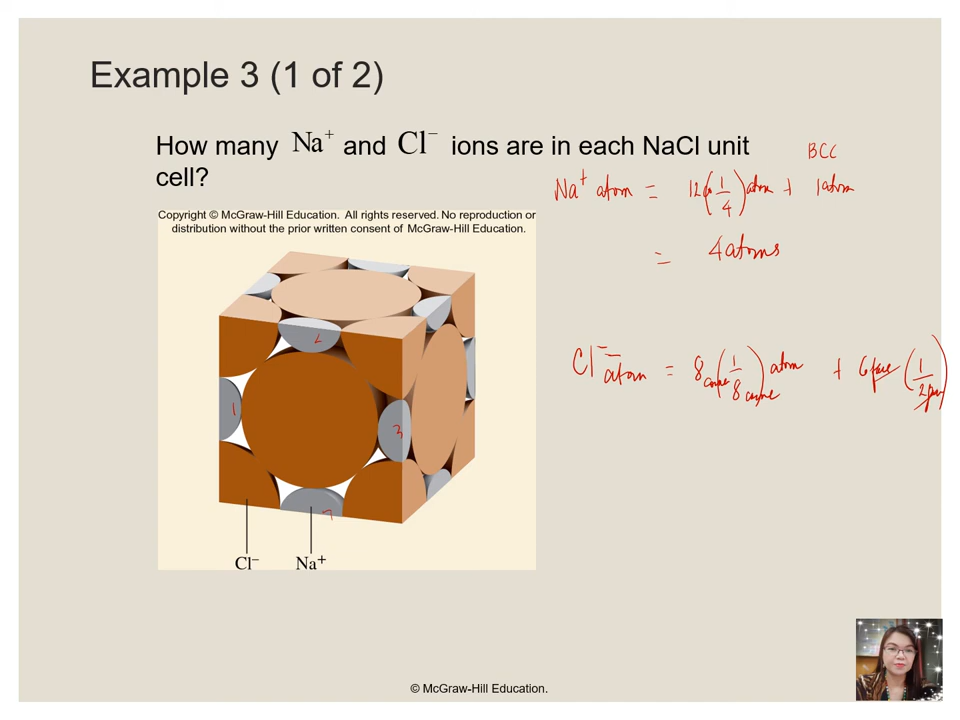 Example 3 (1 of 2)
How many Na⁺ and Cl⁻ ions are in each NaCl unit
cell?
BCC
Na⁺ atom = 12 (1/4) atom + 1 atom
= 4 atoms
Copyright © McGraw-Hill Education. All rights reserved. No reproduction or
distribution without the prior written consent of McGraw-Hill Education.
2
1
3
Cl⁻ atom = 8 (1/8) atom + 6 face (1/2)
Cl⁻
Na⁺
© McGraw-Hill Education.